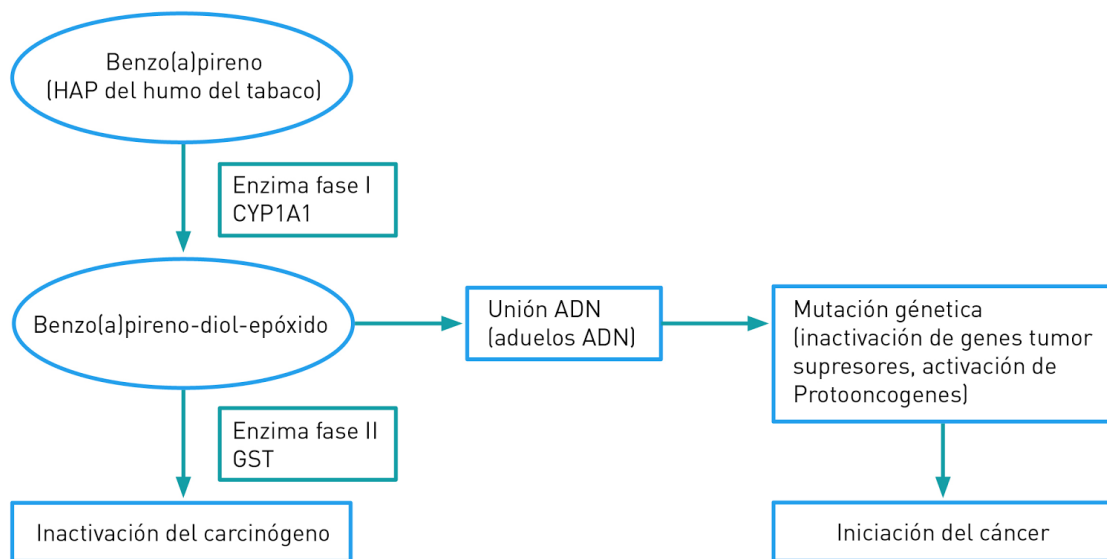 Benzo(a)pireno
(HAP del humo del tabaco)
Enzima fase I
CYP1A1
Benzo(a)pireno-diol-epóxido
Unión ADN
(aduelos ADN)
Mutación génetica
(inactivación de genes tumor
supresores, activación de
Protooncogenes)
Enzima fase II
GST
Inactivación del carcinógeno
Iniciación del cáncer